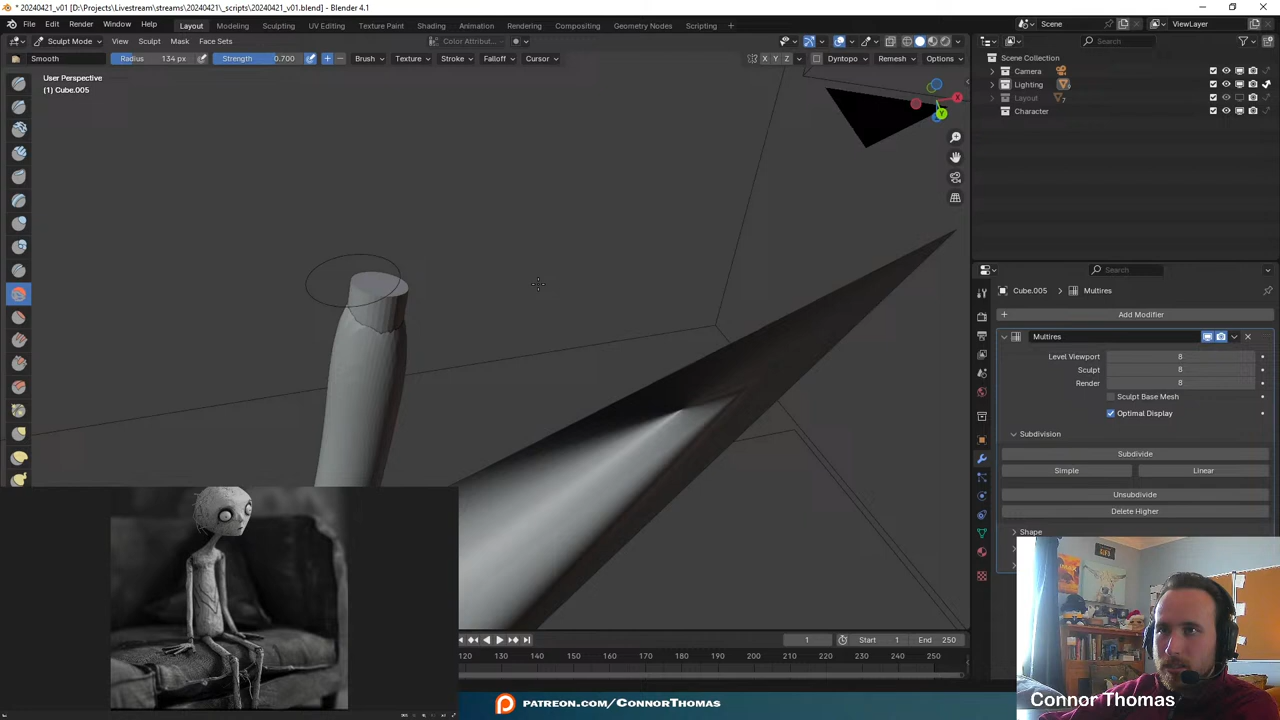 * 20240421_v01 [D:\Projects\Livestream\streams\20240421\_scripts\20240421_v01.blend] - Blender 4.1
File Edit Render Window Help Layout Modeling Sculpting UV Editing Texture Paint Shading Animation Rendering Compositing Geometry Nodes Scripting + Scene ViewLayer
Sculpt Mode View Sculpt Mask Face Sets Color Attribut... Search
Smooth Radius 134 px Strength 0.700 + − Brush Texture Stroke Falloff Cursor X Y Z Dyntopo Remesh Options
Scene Collection
Camera
Lighting
Layout
Character
User Perspective
(1) Cube.005
X
Y
Search
Cube.005 > Multires
+ Add Modifier
Multires
Level Viewport 8
Sculpt 8
Render 8
Sculpt Base Mesh
Optimal Display
Subdivision
Subdivide
Simple Linear
Unsubdivide
Delete Higher
Shape
1 Start 1 End 250
120 130 140 150 160 170 180 190 200 210 220 230 240 250
PATREON.COM/CONNORTHOMAS
Connor Thomas